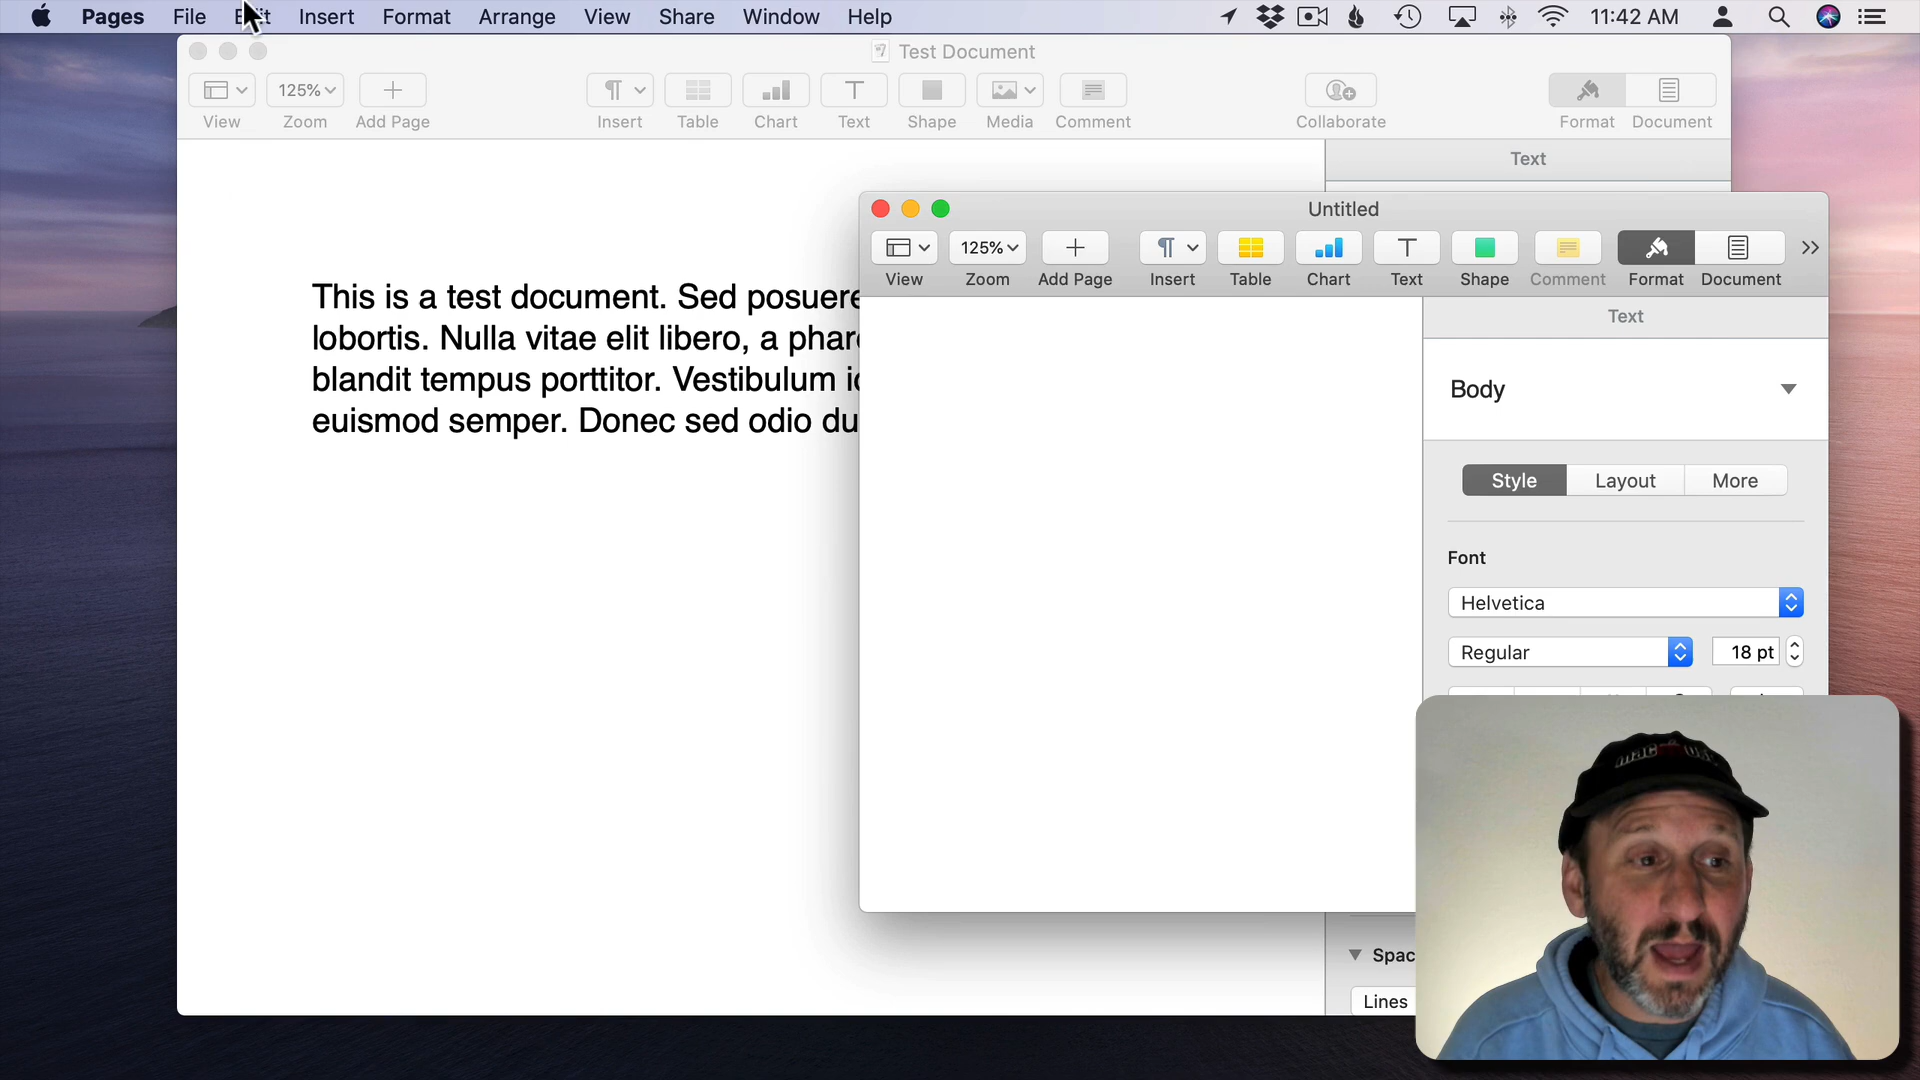 Pages File Edit Insert Format Arrange View Share Window Help 11:42 AM
Test Document
125%
View Zoom Add Page Insert Table Chart Text Shape Media Comment Collaborate Format Document
Text
This is a test document. Sed posuere
lobortis. Nulla vitae elit libero, a phar
blandit tempus porttitor. Vestibulum i
euismod semper. Donec sed odio du
Untitled
125%
View Zoom Add Page Insert Table Chart Text Shape Comment Format Document
Text
Body
Style Layout More
Font
Helvetica
Regular 18 pt
Spac
Lines